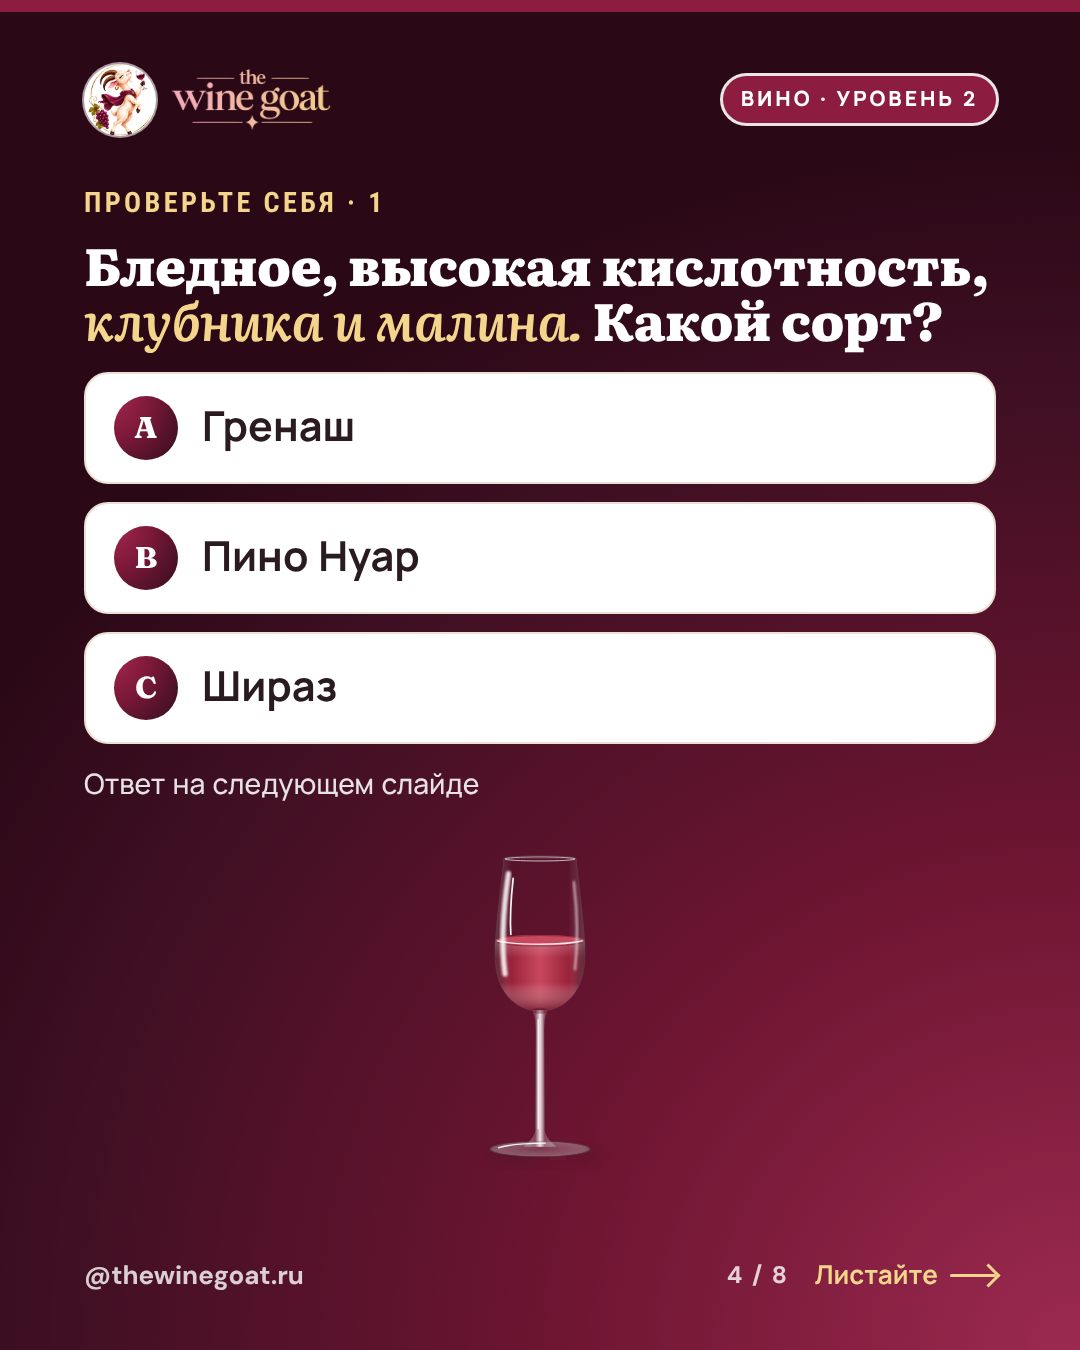 the
wine goat
ВИНО · УРОВЕНЬ 2
ПРОВЕРЬТЕ СЕБЯ · 1
Бледное, высокая кислотность,
клубника и малина. Какой сорт?
A Гренаш
B Пино Нуар
C Шираз
Ответ на следующем слайде
@thewinegoat.ru
4 / 8 Листайте